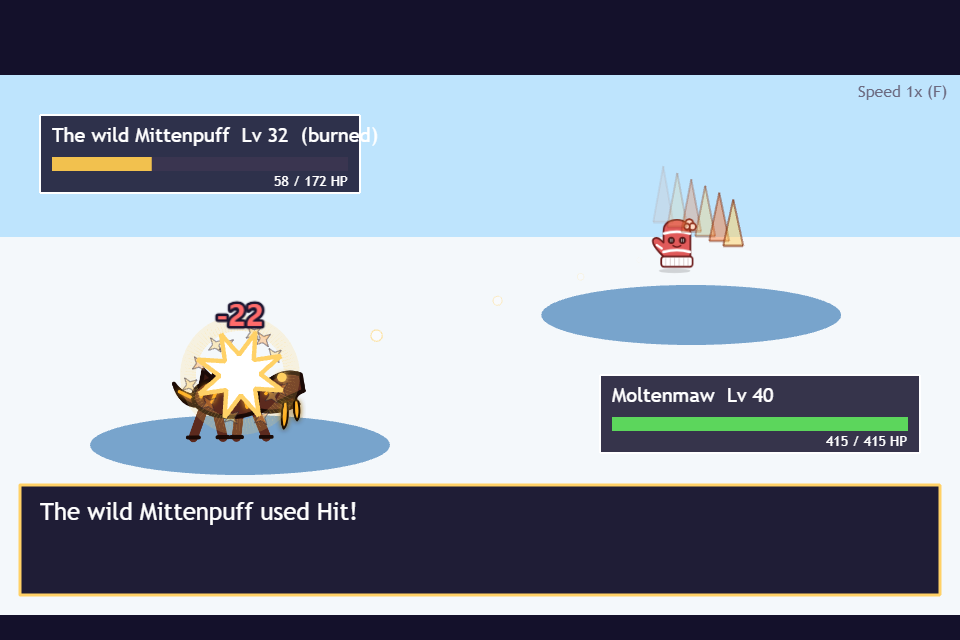 Speed 1x (F)
The wild Mittenpuff Lv 32 (burned)
58 / 172 HP
-22
Moltenmaw Lv 40
415 / 415 HP
The wild Mittenpuff used Hit!